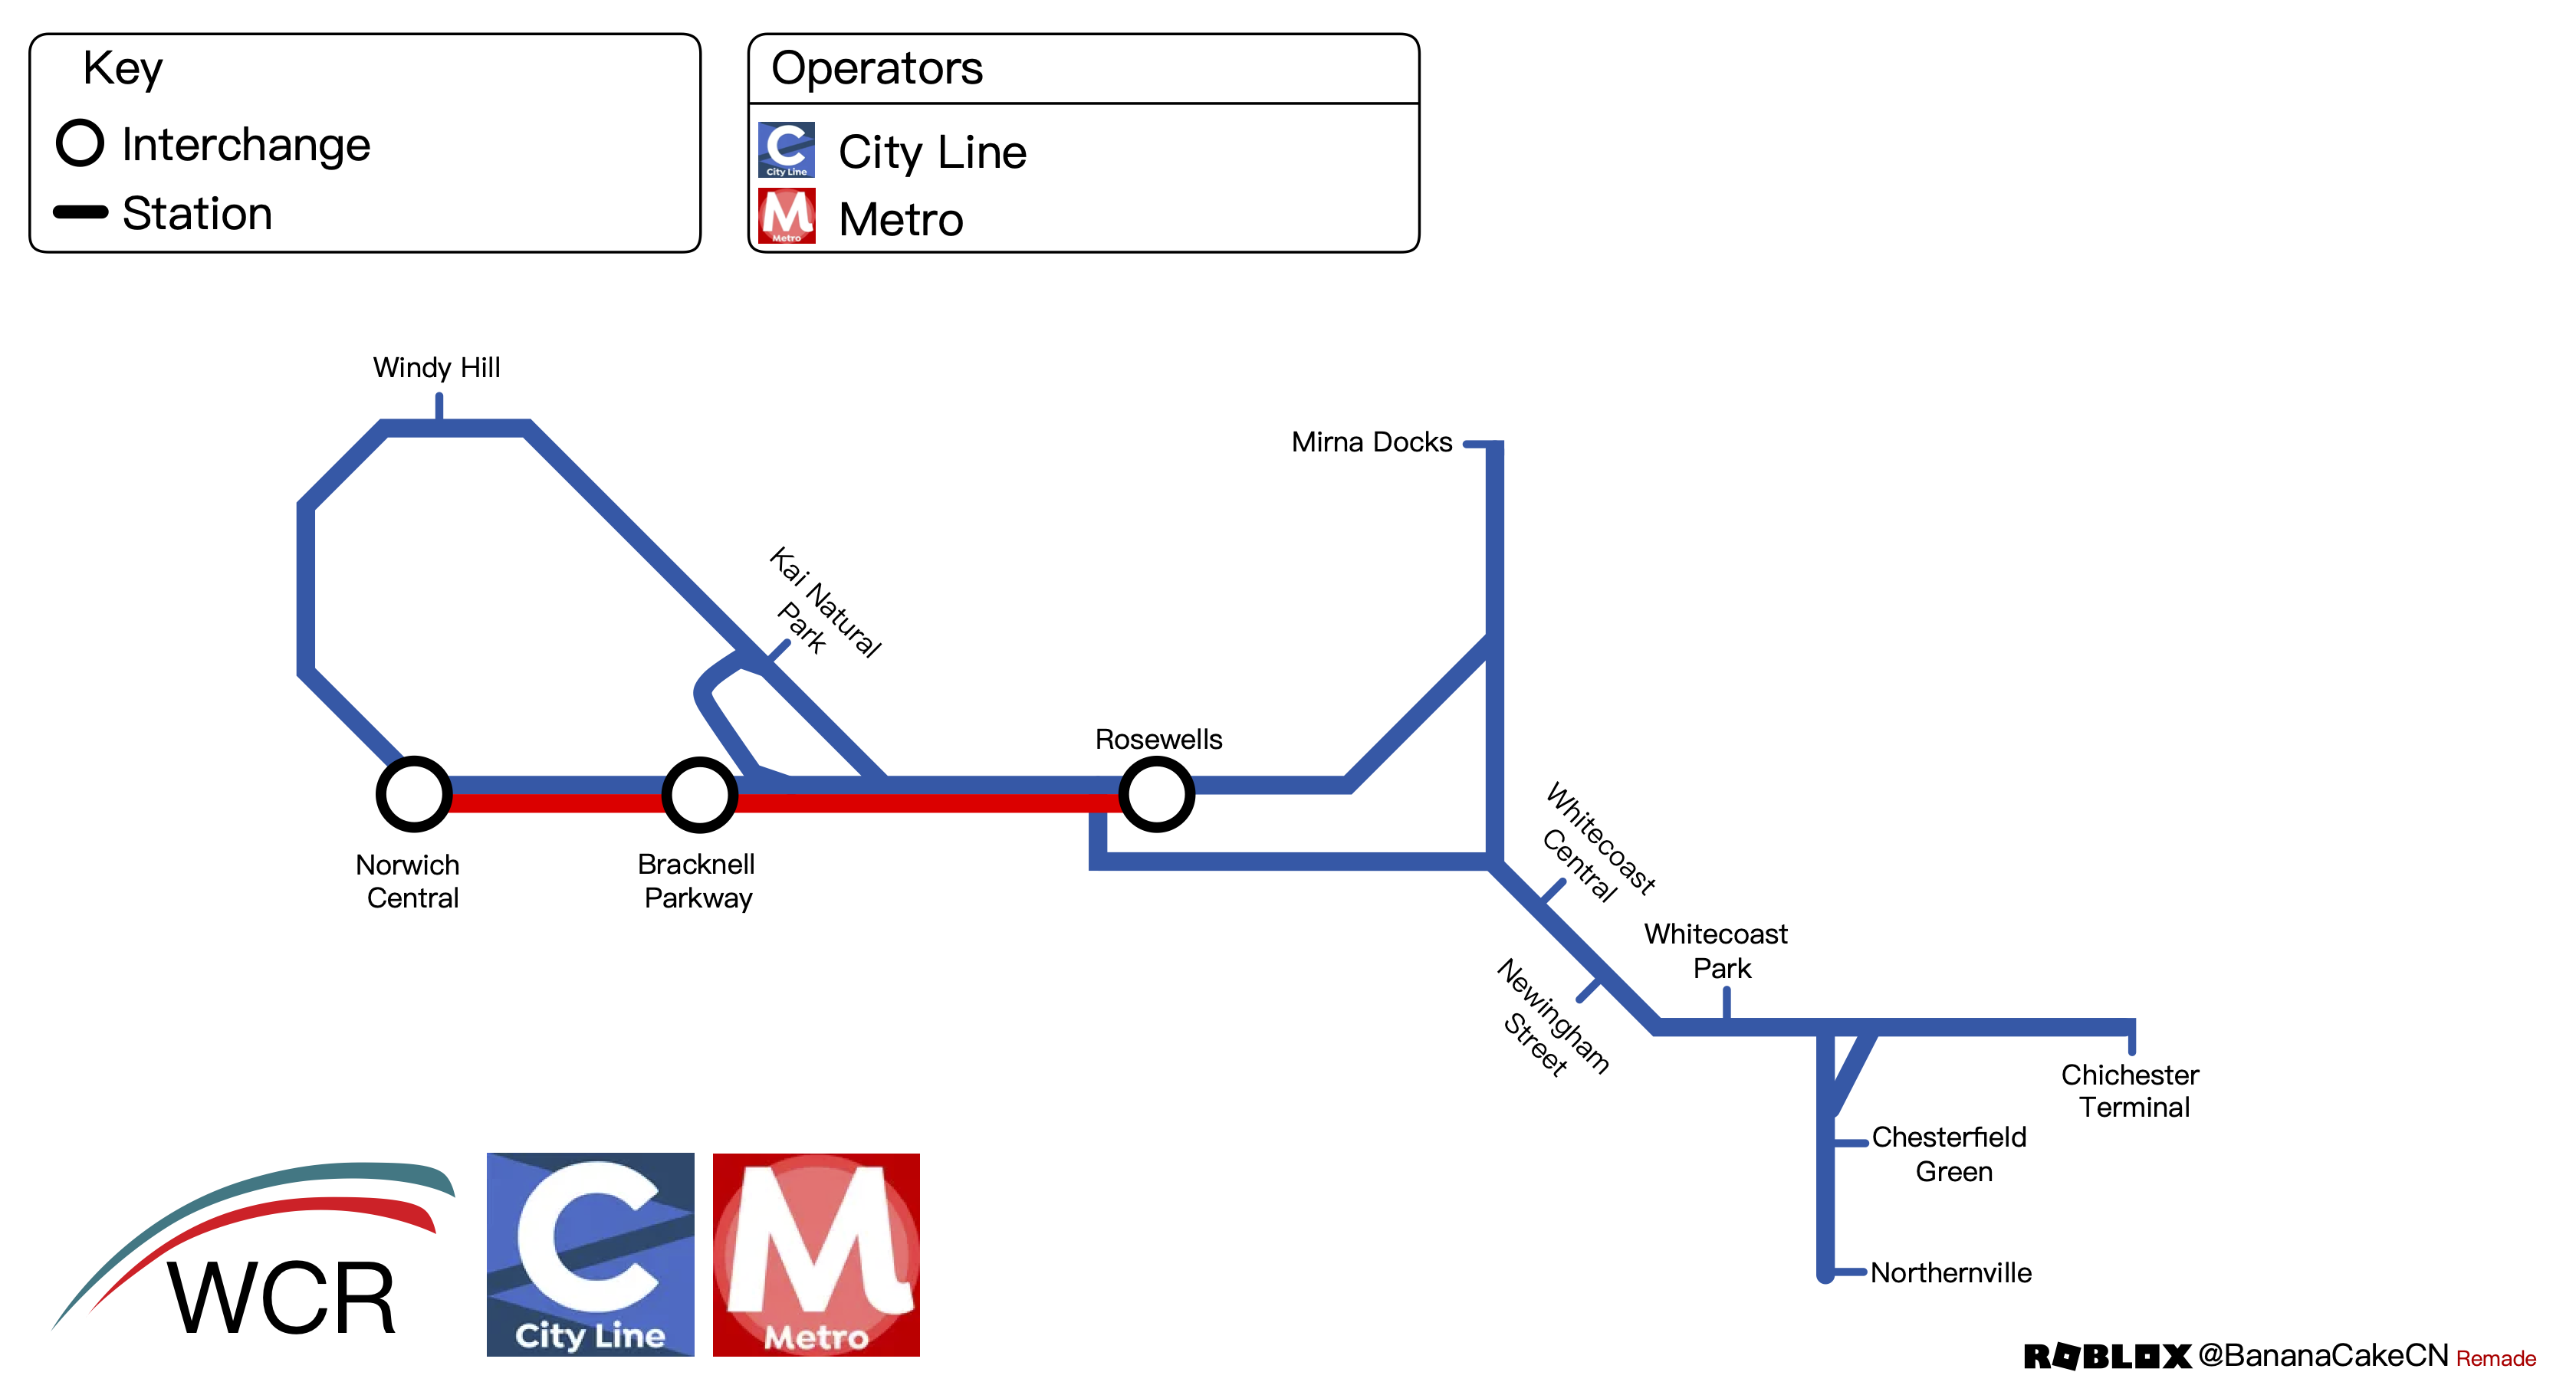 Key
Interchange
Station
Operators
C
City Line
City Line
M
Metro
Metro
Windy Hill
Mirna Docks
Kai Natural
Park
Rosewells
Norwich
Central
Bracknell
Parkway
Whitecoast
Central
Newingham
Street
Whitecoast
Park
Chichester
Terminal
Chesterfield
Green
Northernville
WCR
C
City Line
M
Metro
ROBLOX @BananaCakeCN Remade